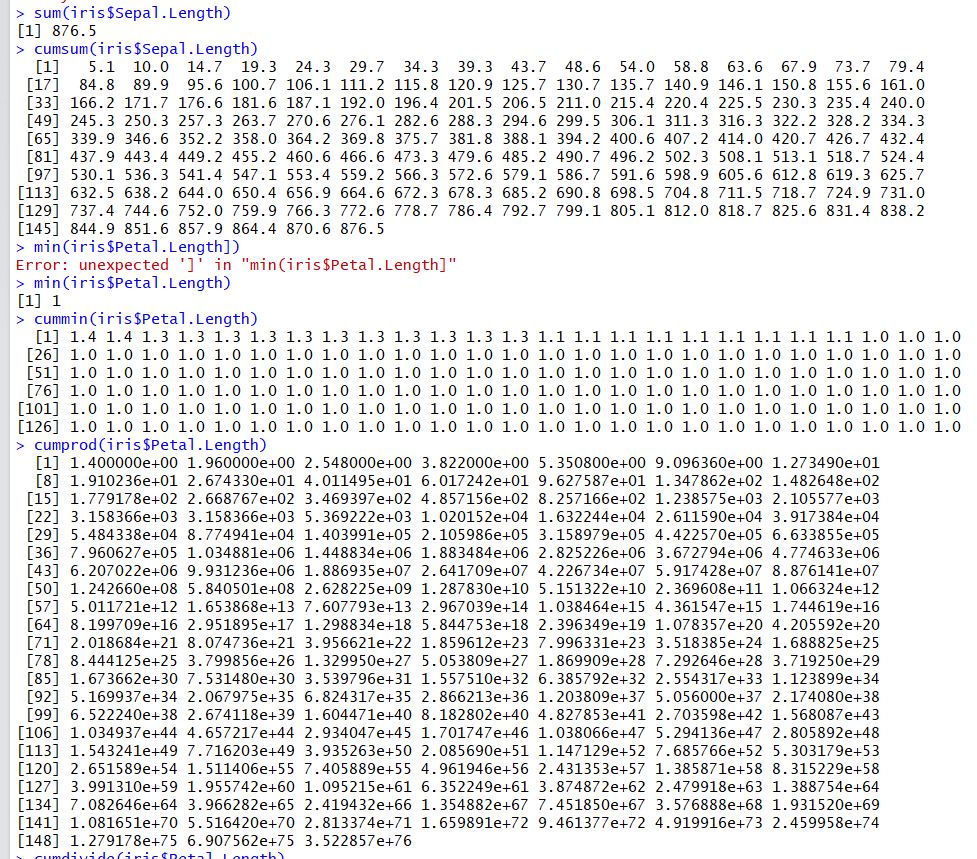 > sum(iris$Sepal.Length)
[1] 876.5
> cumsum(iris$Sepal.Length)
[1] 5.1 10.0 14.7 19.3 24.3 29.7 34.3 39.3 43.7 48.6 54.0 58.8 63.6 67.9 73.7 79.4
[17] 84.8 89.9 95.6 100.7 106.1 111.2 115.8 120.9 125.7 130.7 135.7 140.9 146.1 150.8 155.6 161.0
[33] 166.2 171.7 176.6 181.6 187.1 192.0 196.4 201.5 206.5 211.0 215.4 220.4 225.5 230.3 235.4 240.0
[49] 245.3 250.3 257.3 263.7 270.6 276.1 282.6 288.3 294.6 299.5 306.1 311.3 316.3 322.2 328.2 334.3
[65] 339.9 346.6 352.2 358.0 364.2 369.8 375.7 381.8 388.1 394.2 400.6 407.2 414.0 420.7 426.7 432.4
[81] 437.9 443.4 449.2 455.2 460.6 466.6 473.3 479.6 485.2 490.7 496.2 502.3 508.1 513.1 518.7 524.4
[97] 530.1 536.3 541.4 547.1 553.4 559.2 566.3 572.6 579.1 586.7 591.6 598.9 605.6 612.8 619.3 625.7
[113] 632.5 638.2 644.0 650.4 656.9 664.6 672.3 678.3 685.2 690.8 698.5 704.8 711.5 718.7 724.9 731.0
[129] 737.4 744.6 752.0 759.9 766.3 772.6 778.7 786.4 792.7 799.1 805.1 812.0 818.7 825.6 831.4 838.2
[145] 844.9 851.6 857.9 864.4 870.6 876.5
> min(iris$Petal.Length])
Error: unexpected ']' in "min(iris$Petal.Length]"
> min(iris$Petal.Length)
[1] 1
> cummin(iris$Petal.Length)
[1] 1.4 1.4 1.3 1.3 1.3 1.3 1.3 1.3 1.3 1.3 1.3 1.3 1.3 1.1 1.1 1.1 1.1 1.1 1.1 1.1 1.1 1.1 1.0 1.0 1.0
[26] 1.0 1.0 1.0 1.0 1.0 1.0 1.0 1.0 1.0 1.0 1.0 1.0 1.0 1.0 1.0 1.0 1.0 1.0 1.0 1.0 1.0 1.0 1.0 1.0 1.0
[51] 1.0 1.0 1.0 1.0 1.0 1.0 1.0 1.0 1.0 1.0 1.0 1.0 1.0 1.0 1.0 1.0 1.0 1.0 1.0 1.0 1.0 1.0 1.0 1.0 1.0
[76] 1.0 1.0 1.0 1.0 1.0 1.0 1.0 1.0 1.0 1.0 1.0 1.0 1.0 1.0 1.0 1.0 1.0 1.0 1.0 1.0 1.0 1.0 1.0 1.0 1.0
[101] 1.0 1.0 1.0 1.0 1.0 1.0 1.0 1.0 1.0 1.0 1.0 1.0 1.0 1.0 1.0 1.0 1.0 1.0 1.0 1.0 1.0 1.0 1.0 1.0 1.0
[126] 1.0 1.0 1.0 1.0 1.0 1.0 1.0 1.0 1.0 1.0 1.0 1.0 1.0 1.0 1.0 1.0 1.0 1.0 1.0 1.0 1.0 1.0 1.0 1.0 1.0
> cumprod(iris$Petal.Length)
[1] 1.400000e+00 1.960000e+00 2.548000e+00 3.822000e+00 5.350800e+00 9.096360e+00 1.273490e+01
[8] 1.910236e+01 2.674330e+01 4.011495e+01 6.017242e+01 9.627587e+01 1.347862e+02 1.482648e+02
[15] 1.779178e+02 2.668767e+02 3.469397e+02 4.857156e+02 8.257166e+02 1.238575e+03 2.105577e+03
[22] 3.158366e+03 3.158366e+03 5.369222e+03 1.020152e+04 1.632244e+04 2.611590e+04 3.917384e+04
[29] 5.484338e+04 8.774941e+04 1.403991e+05 2.105986e+05 3.158979e+05 4.422570e+05 6.633855e+05
[36] 7.960627e+05 1.034881e+06 1.448834e+06 1.883484e+06 2.825226e+06 3.672794e+06 4.774633e+06
[43] 6.207022e+06 9.931236e+06 1.886935e+07 2.641709e+07 4.226734e+07 5.917428e+07 8.876141e+07
[50] 1.242660e+08 5.840501e+08 2.628225e+09 1.287830e+10 5.151322e+10 2.369608e+11 1.066324e+12
[57] 5.011721e+12 1.653868e+13 7.607793e+13 2.967039e+14 1.038464e+15 4.361547e+15 1.744619e+16
[64] 8.199709e+16 2.951895e+17 1.298834e+18 5.844753e+18 2.396349e+19 1.078357e+20 4.205592e+20
[71] 2.018684e+21 8.074736e+21 3.956621e+22 1.859612e+23 7.996331e+23 3.518385e+24 1.688825e+25
[78] 8.444125e+25 3.799856e+26 1.329950e+27 5.053809e+27 1.869909e+28 7.292646e+28 3.719250e+29
[85] 1.673662e+30 7.531480e+30 3.539796e+31 1.557510e+32 6.385792e+32 2.554317e+33 1.123899e+34
[92] 5.169937e+34 2.067975e+35 6.824317e+35 2.866213e+36 1.203809e+37 5.056000e+37 2.174080e+38
[99] 6.522240e+38 2.674118e+39 1.604471e+40 8.182802e+40 4.827853e+41 2.703598e+42 1.568087e+43
[106] 1.034937e+44 4.657217e+44 2.934047e+45 1.701747e+46 1.038066e+47 5.294136e+47 2.805892e+48
[113] 1.543241e+49 7.716203e+49 3.935263e+50 2.085690e+51 1.147129e+52 7.685766e+52 5.303179e+53
[120] 2.651589e+54 1.511406e+55 7.405889e+55 4.961946e+56 2.431353e+57 1.385871e+58 8.315229e+58
[127] 3.991310e+59 1.955742e+60 1.095215e+61 6.352249e+61 3.874872e+62 2.479918e+63 1.388754e+64
[134] 7.082646e+64 3.966282e+65 2.419432e+66 1.354882e+67 7.451850e+67 3.576888e+68 1.931520e+69
[141] 1.081651e+70 5.516420e+70 2.813374e+71 1.659891e+72 9.461377e+72 4.919916e+73 2.459958e+74
[148] 1.279178e+75 6.907562e+75 3.522857e+76
> cumdivide(iris$Petal.Length)